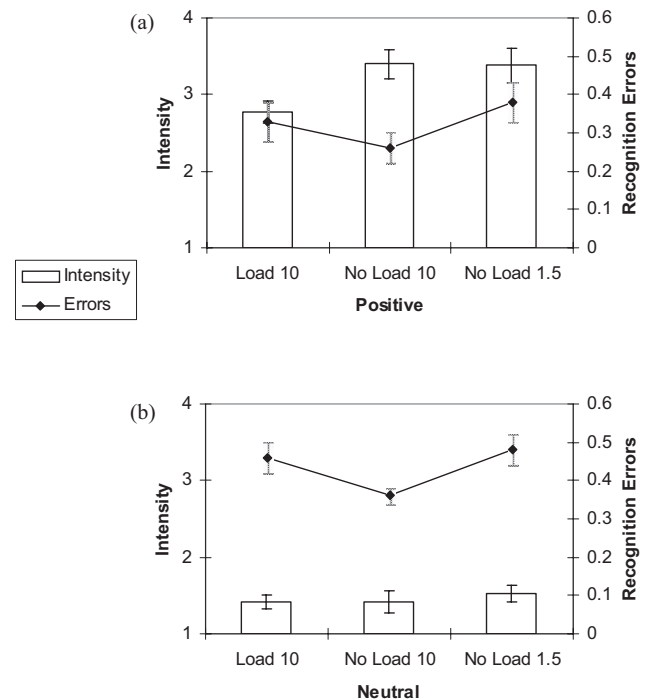 (a)
4
3
2
1
Intensity
0.6
0.5
0.4
0.3
0.2
0.1
0
Recognition Errors
Load 10 No Load 10 No Load 1.5
Positive
Intensity
Errors
(b)
4
3
2
1
Intensity
0.6
0.5
0.4
0.3
0.2
0.1
0
Recognition Errors
Load 10 No Load 10 No Load 1.5
Neutral